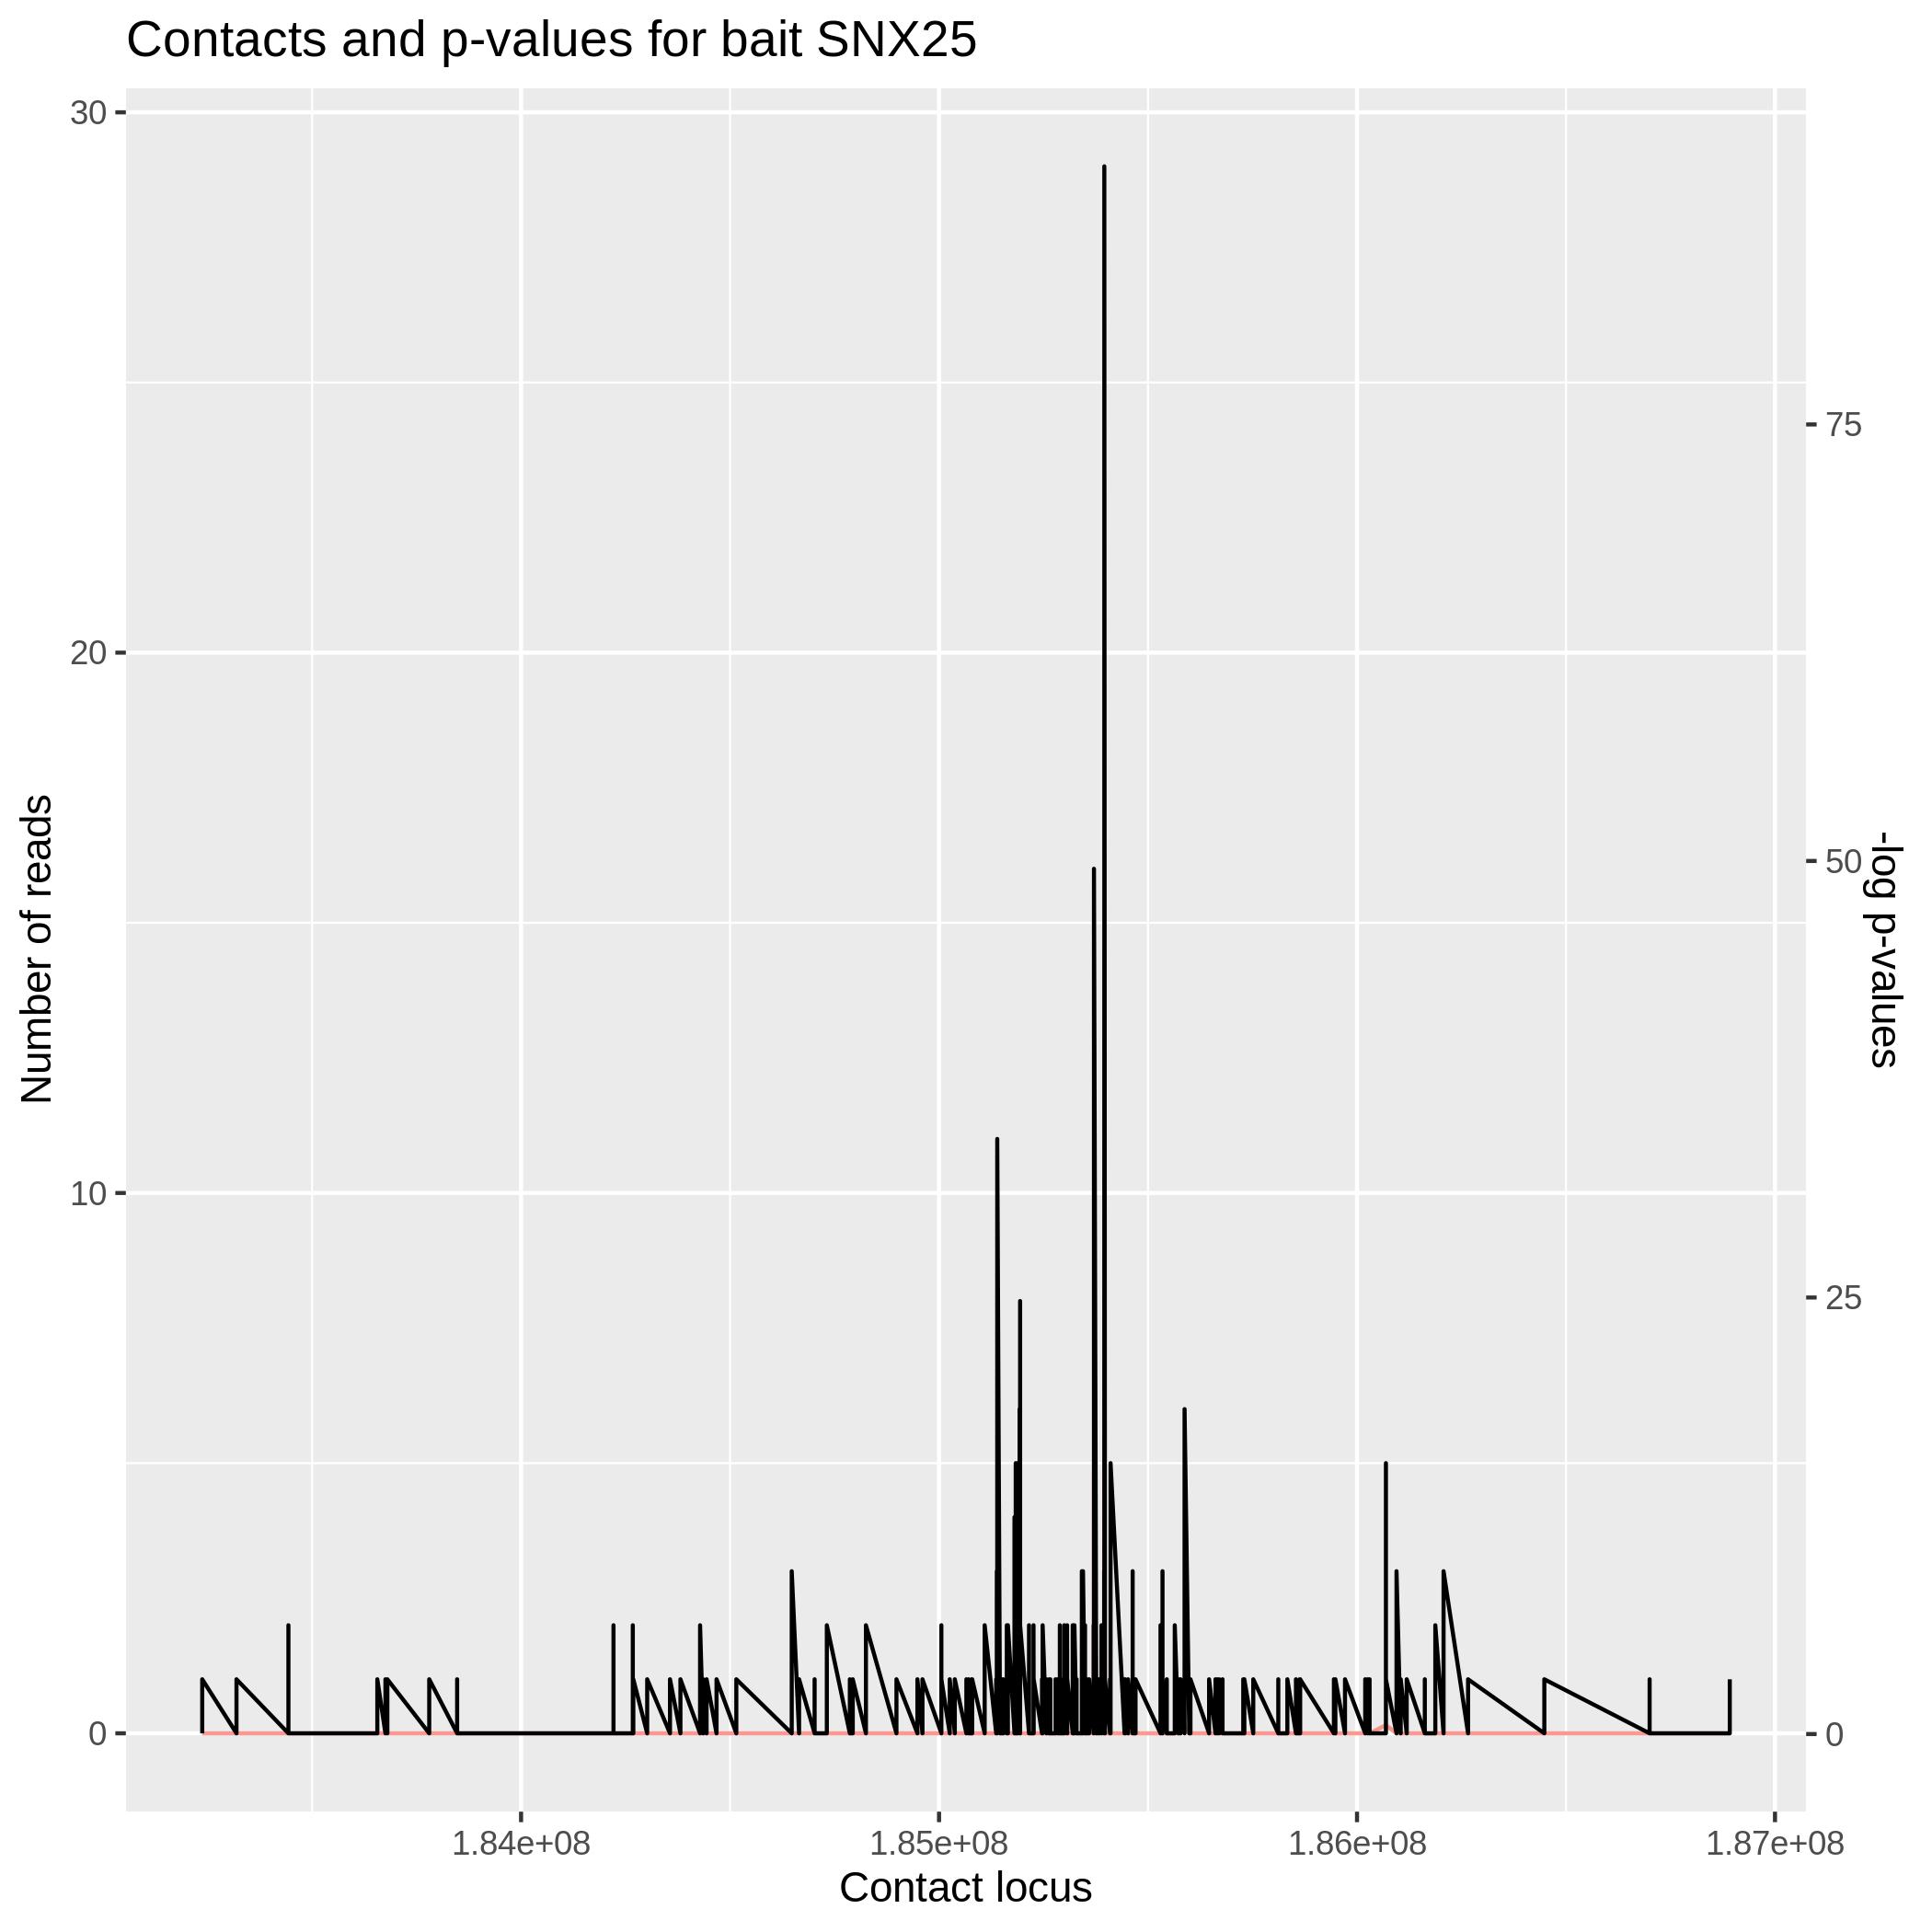 Contacts and p-values for bait SNX25
30
20
10
0
Number of reads
75
50
25
0
-log p-values
1.84e+08
1.85e+08
1.86e+08
1.87e+08
Contact locus